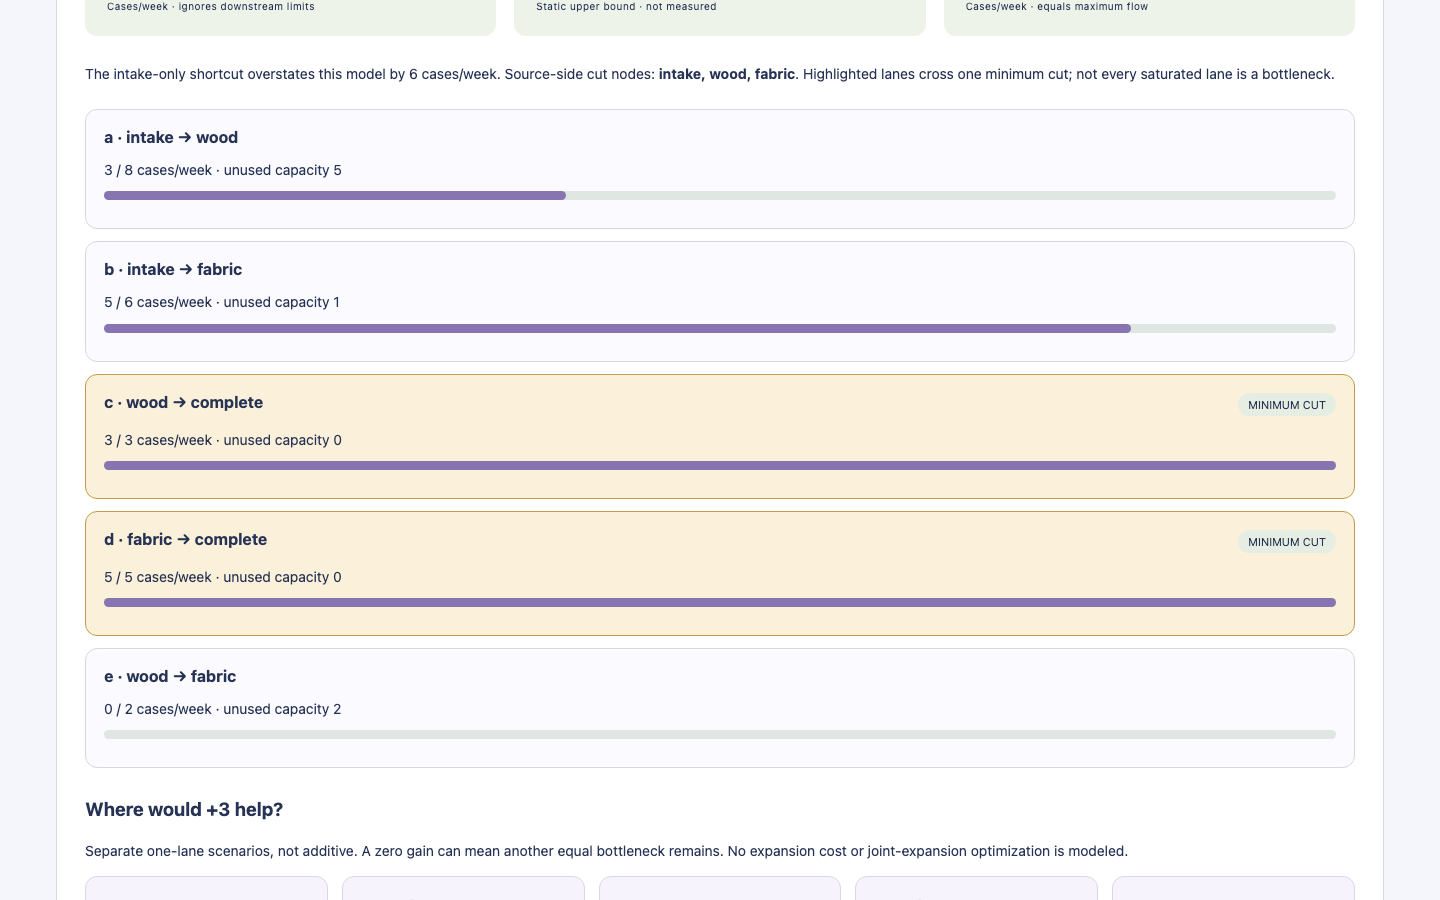 Cases/week · ignores downstream limits
Static upper bound · not measured
Cases/week · equals maximum flow
The intake-only shortcut overstates this model by 6 cases/week. Source-side cut nodes: intake, wood, fabric. Highlighted lanes cross one minimum cut; not every saturated lane is a bottleneck.
a · intake → wood
3 / 8 cases/week · unused capacity 5
b · intake → fabric
5 / 6 cases/week · unused capacity 1
c · wood → complete
MINIMUM CUT
3 / 3 cases/week · unused capacity 0
d · fabric → complete
MINIMUM CUT
5 / 5 cases/week · unused capacity 0
e · wood → fabric
0 / 2 cases/week · unused capacity 2
Where would +3 help?
Separate one-lane scenarios, not additive. A zero gain can mean another equal bottleneck remains. No expansion cost or joint-expansion optimization is modeled.